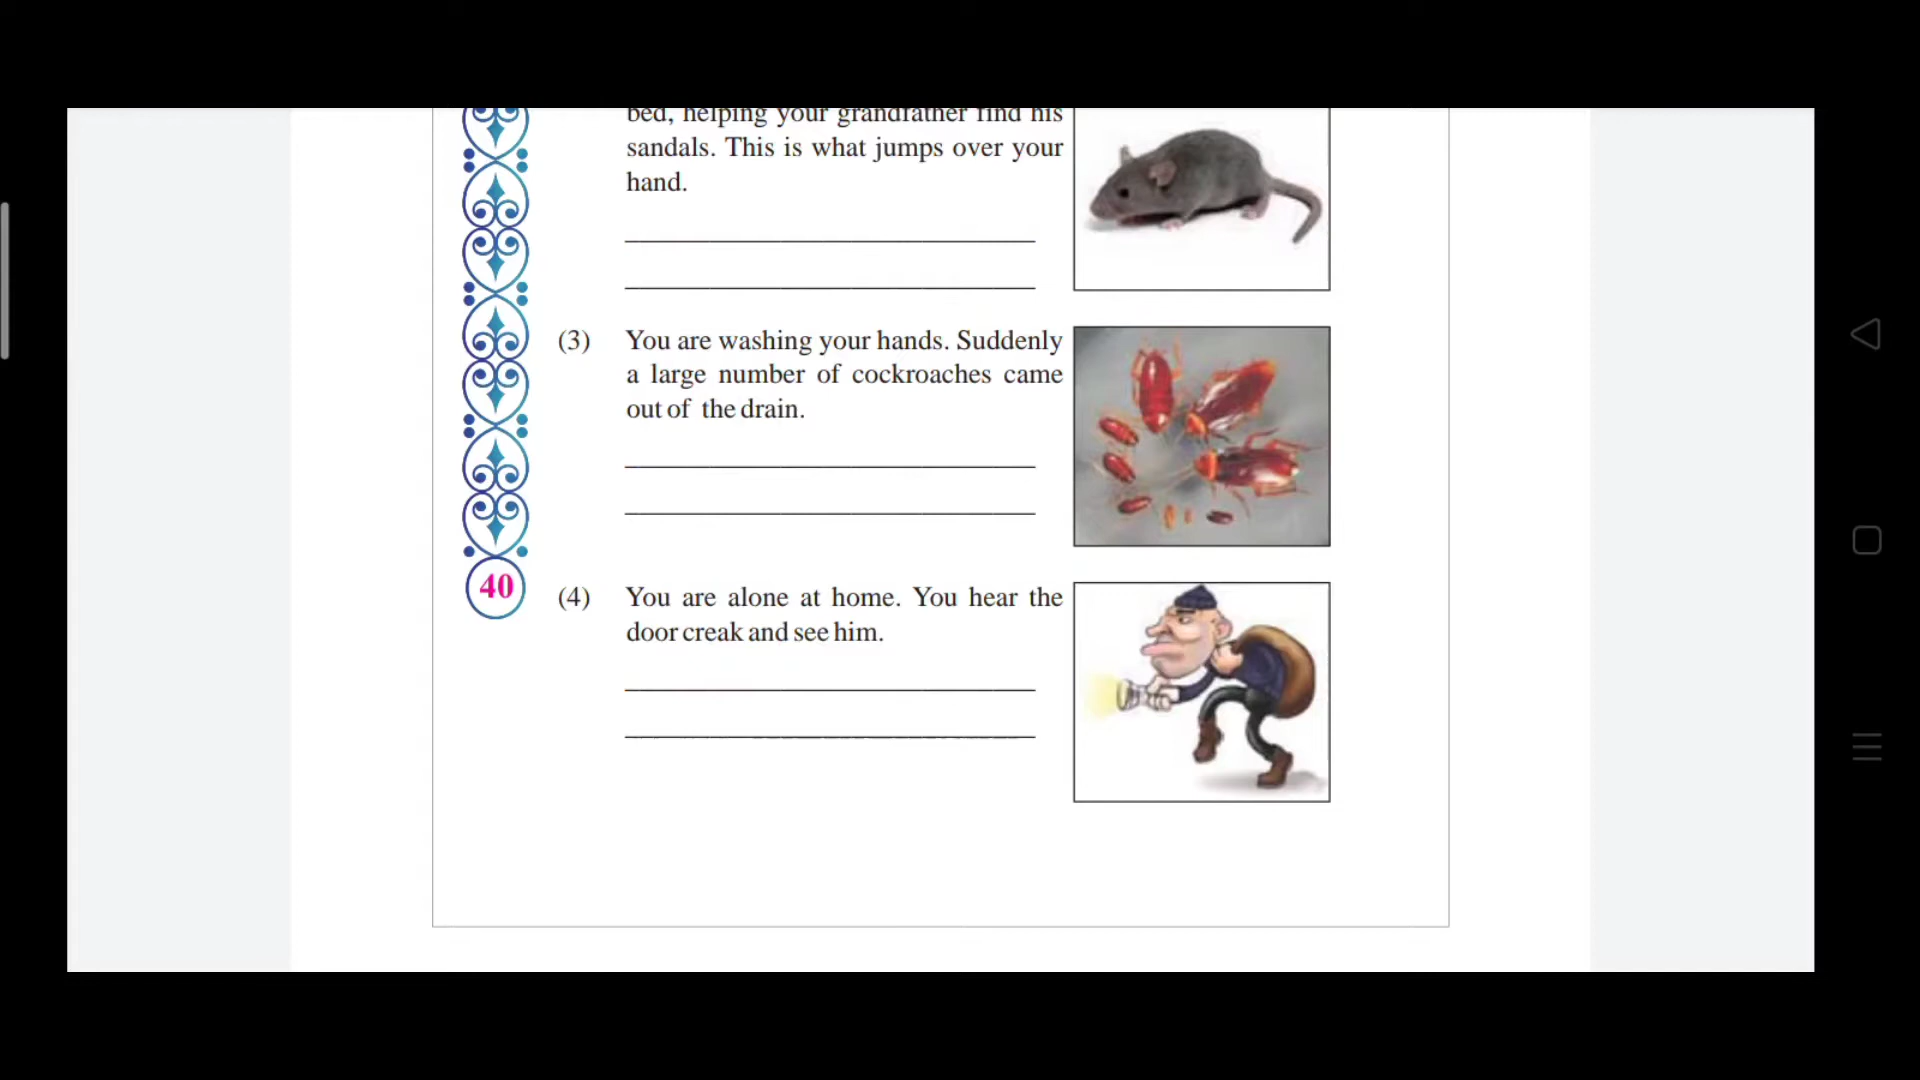 bed, helping your grandfather find his
sandals. This is what jumps over your
hand.
(3) You are washing your hands. Suddenly
a large number of cockroaches came
out of the drain.
40
(4) You are alone at home. You hear the
door creak and see him.